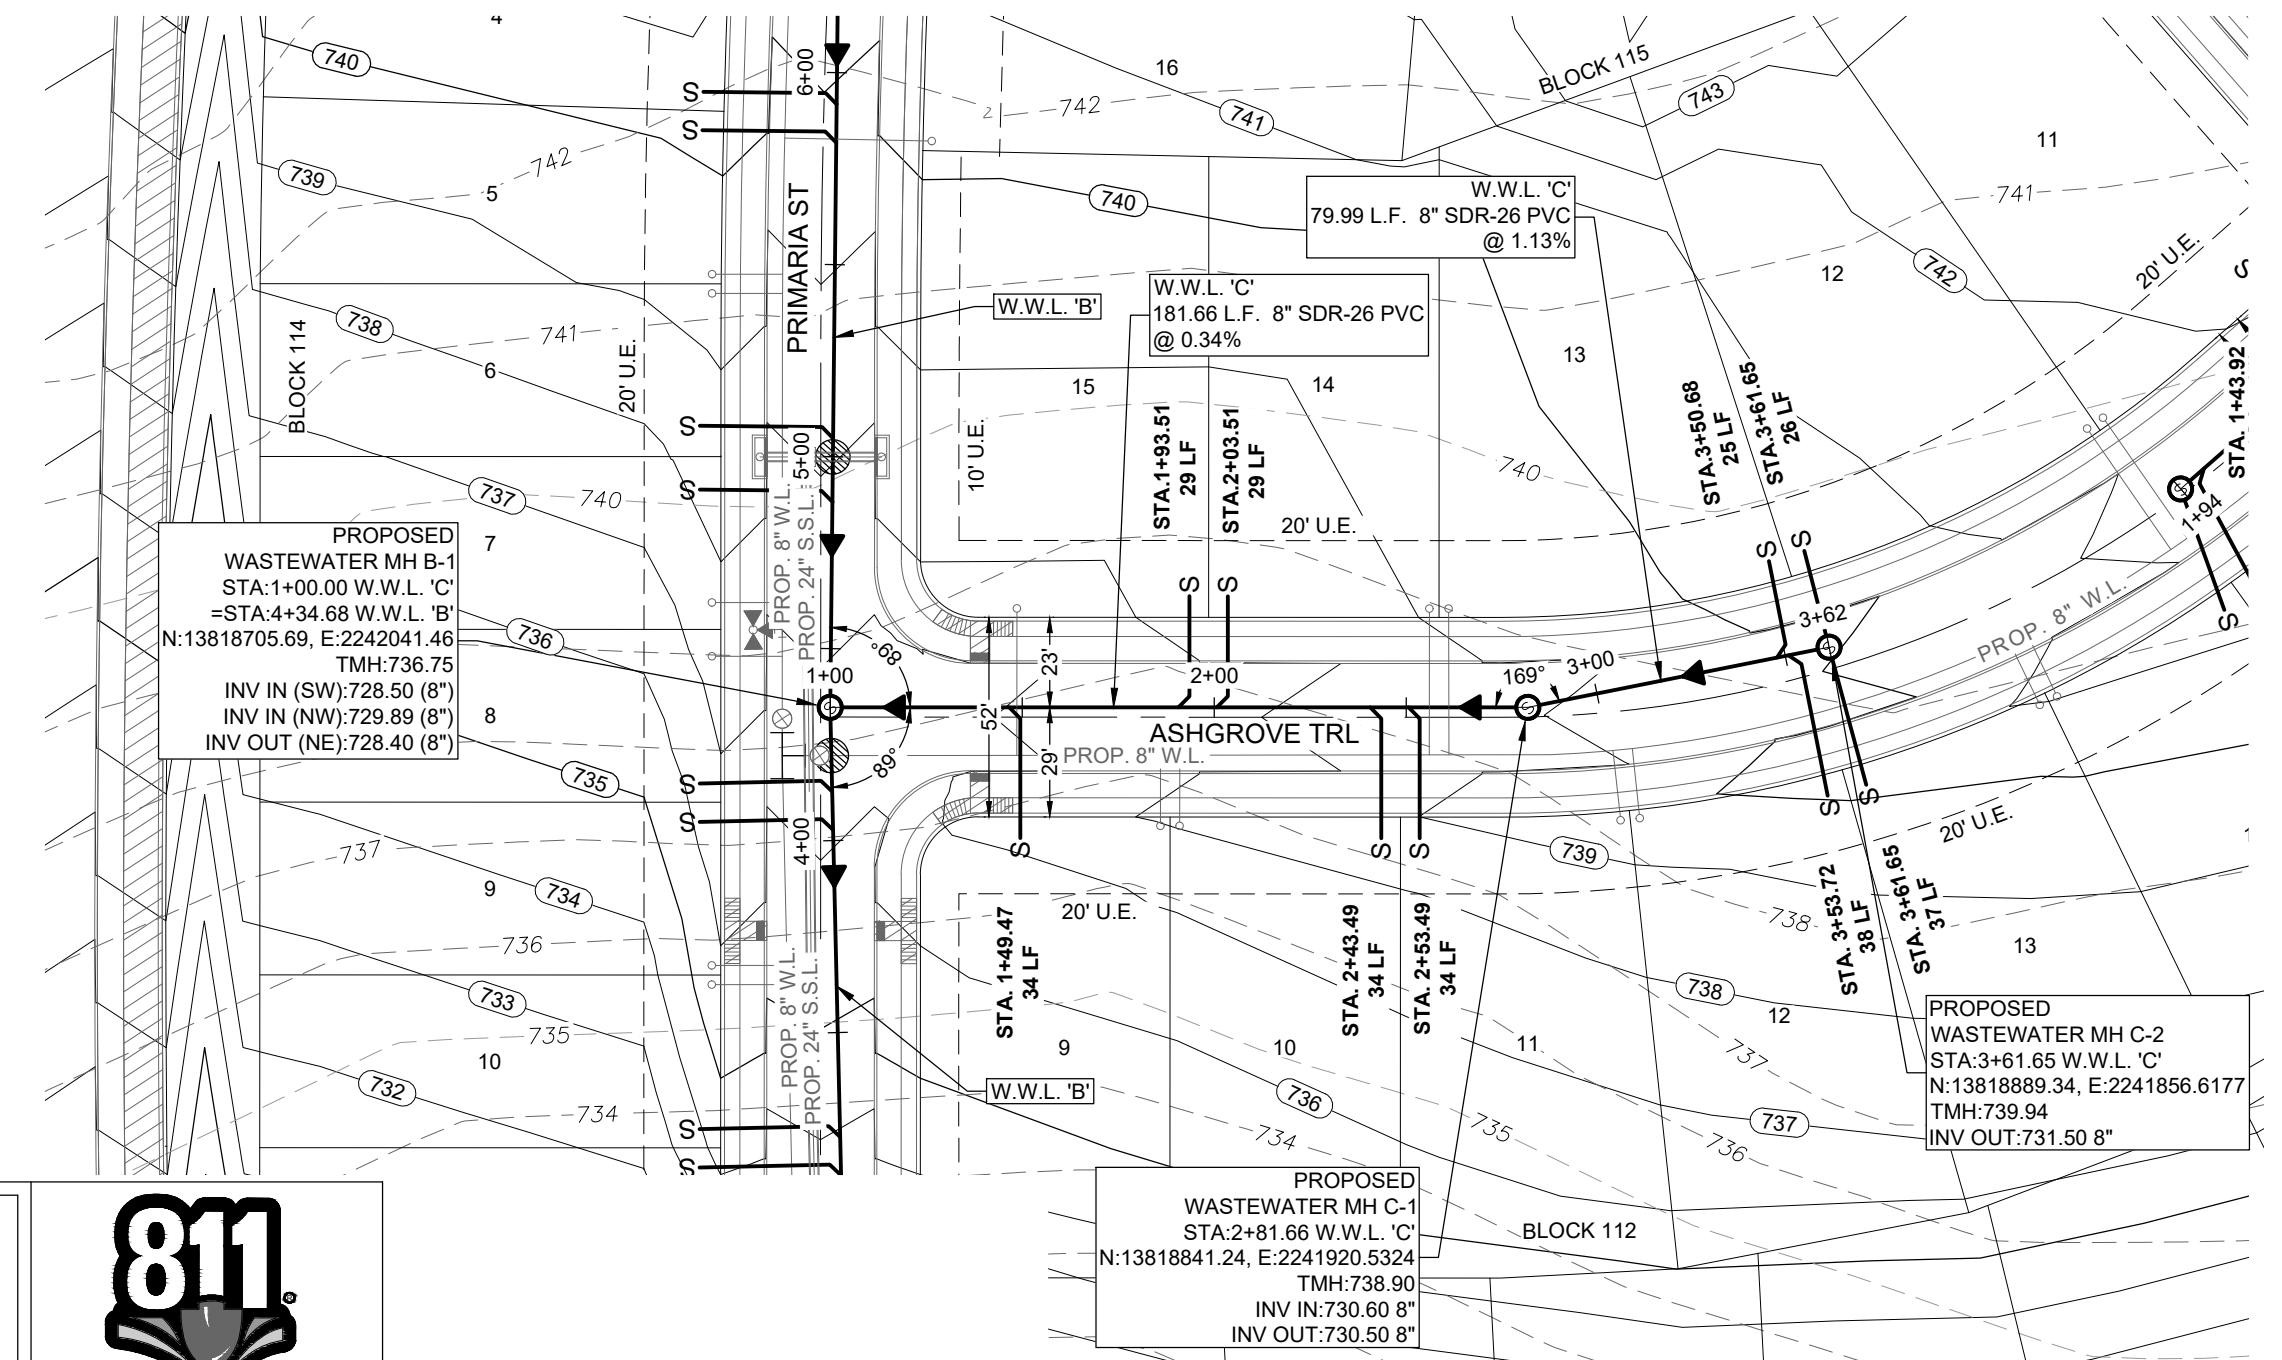 4
740
6+00
S
S
742
742
16
741
BLOCK 115
743
11
739
5
742
PRIMARIA ST
740
W.W.L. 'C'
79.99 L.F. 8" SDR-26 PVC
@ 1.13%
741
742
20' U.E.
S
12
W.W.L. 'C'
181.66 L.F. 8" SDR-26 PVC
@ 0.34%
W.W.L. 'B'
738
741
BLOCK 114
20' U.E.
6
13
15
14
STA.3+50.68
25 LF
STA.3+61.65
26 LF
STA. 1+43.92
S
5+00
10' U.E.
STA.1+93.51
29 LF
STA.2+03.51
29 LF
740
737
740
S
20' U.E.
1+94
PROPOSED
WASTEWATER MH B-1
STA:1+00.00 W.W.L. 'C'
=STA:4+34.68 W.W.L. 'B'
N:13818705.69, E:2242041.46
TMH:736.75
INV IN (SW):728.50 (8")
INV IN (NW):729.89 (8")
INV OUT (NE):728.40 (8")
7
PROP. 8" W.L.
PROP. 24" S.S.L.
S
S
S
S
S
3+62
PROP. 8" W.L.
736
89°
23'
1+00
2+00
169°
3+00
8
52'
ASHGROVE TRL
PROP. 8" W.L.
29'
89°
735
S
S
S
S
4+00
S
S
S
737
739
20' U.E.
9
734
20' U.E.
STA. 1+49.47
34 LF
STA. 2+43.49
34 LF
STA. 2+53.49
34 LF
738
STA. 3+53.72
38 LF
STA. 3+61.65
37 LF
13
736
733
PROP. 8" W.L.
PROP. 24" S.S.L.
738
12
735
10
9
10
11
737
PROPOSED
WASTEWATER MH C-2
STA:3+61.65 W.W.L. 'C'
N:13818889.34, E:2241856.6177
TMH:739.94
INV OUT:731.50 8"
732
W.W.L. 'B'
736
734
S
734
735
737
736
S
PROPOSED
WASTEWATER MH C-1
STA:2+81.66 W.W.L. 'C'
N:13818841.24, E:2241920.5324
TMH:738.90
INV IN:730.60 8"
INV OUT:730.50 8"
BLOCK 112
811